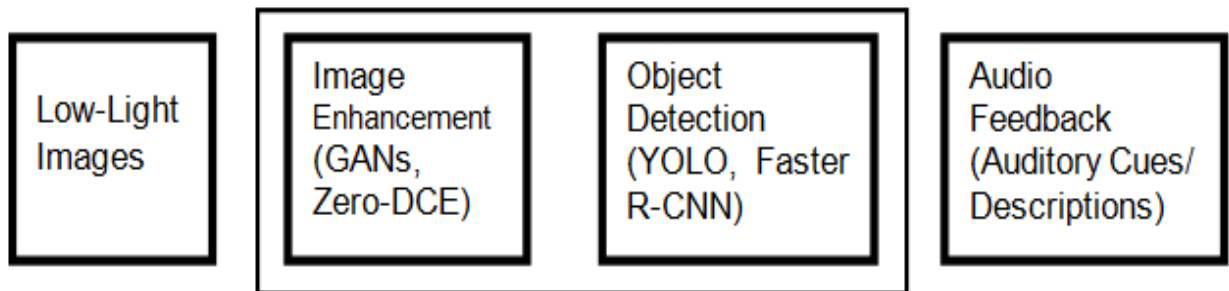 Low-Light
Images
Image
Enhancement
(GANs,
Zero-DCE)
Object
Detection
(YOLO, Faster
R-CNN)
Audio
Feedback
(Auditory Cues/
Descriptions)